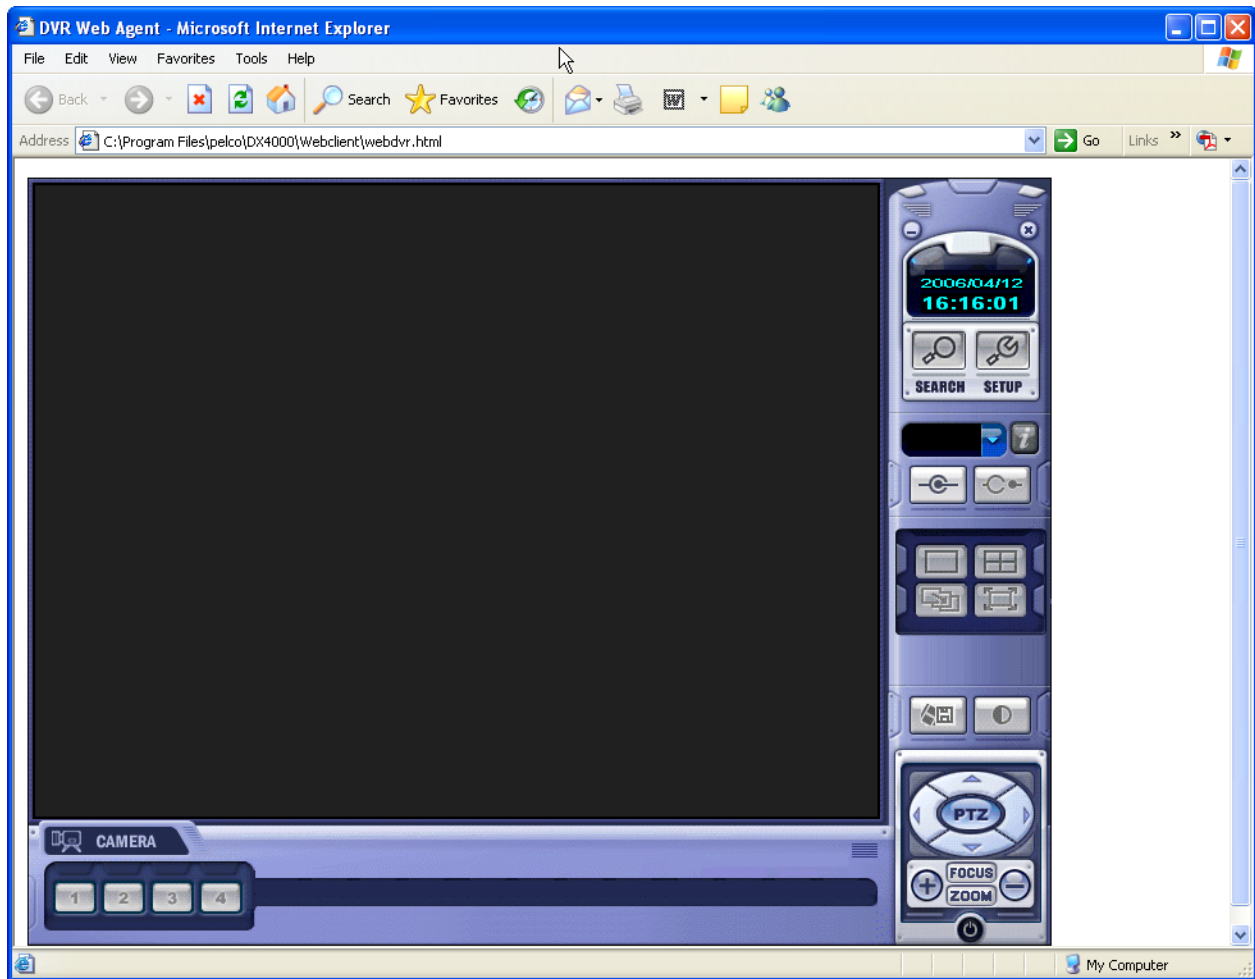 DVR Web Agent - Microsoft Internet Explorer
File Edit View Favorites Tools Help
Back Search Favorites
Address C:\Program Files\pelco\DX4000\Webclient\webdvr.html Go Links »
2006/04/12
16:16:01
SEARCH SETUP
i
PTZ
CAMERA
FOCUS
1 2 3 4
ZOOM
My Computer